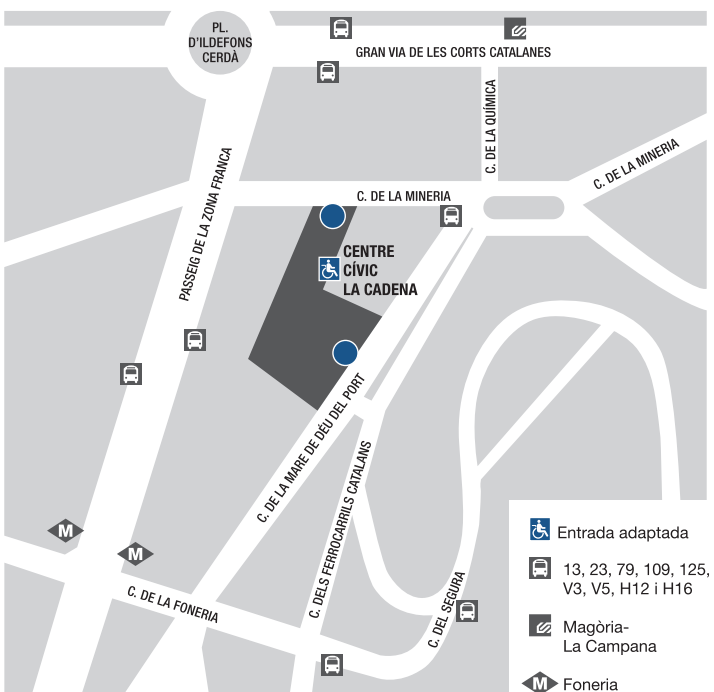 PL.
D'ILDEFONS
CERDÀ
GRAN VIA DE LES CORTS CATALANES
C. DE LA QUÍMICA
C. DE LA MINERIA
C. DE LA MINERIA
PASSEIG DE LA ZONA FRANCA
CENTRE
CÍVIC
LA CADENA
C. DE LA MARE DE DÉU DEL PORT
C. DELS FERROCARRILS CATALANS
M
M
C. DE LA FONERIA
C. DEL SEGURA
Entrada adaptada
13, 23, 79, 109, 125,
V3, V5, H12 i H16
Magòria-
La Campana
M Foneria